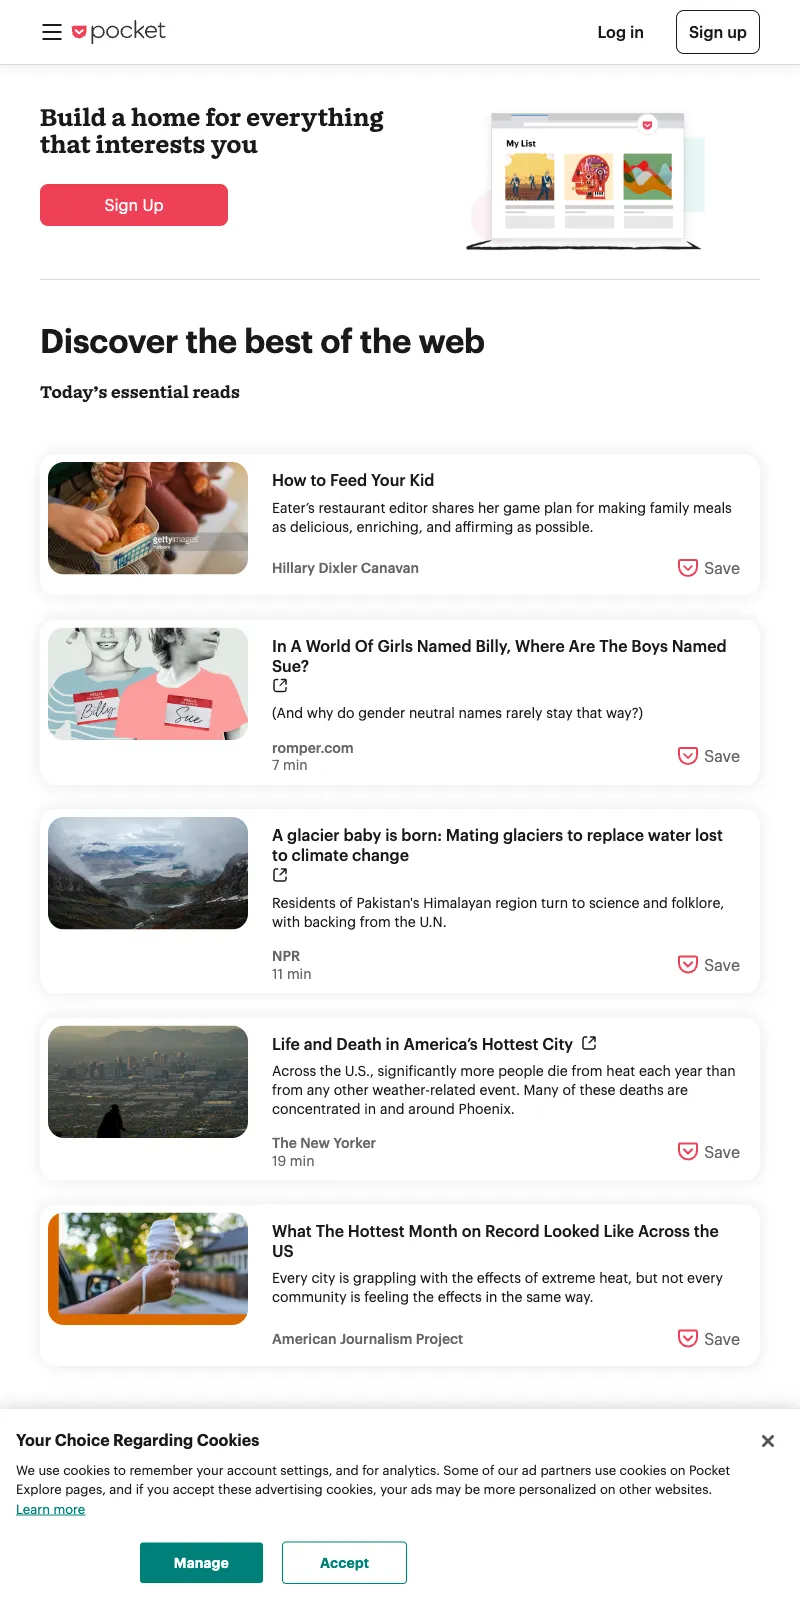 pocket
Log in
Sign up
Build a home for everything
that interests you
Sign Up
My List
Discover the best of the web
Today’s essential reads
gettyimages
How to Feed Your Kid
Eater’s restaurant editor shares her game plan for making family meals
as delicious, enriching, and affirming as possible.
Hillary Dixler Canavan
Save
HELLO
Billy
HELLO
Sue
In A World Of Girls Named Billy, Where Are The Boys Named
Sue?
(And why do gender neutral names rarely stay that way?)
romper.com
7 min
Save
A glacier baby is born: Mating glaciers to replace water lost
to climate change
Residents of Pakistan's Himalayan region turn to science and folklore,
with backing from the U.N.
NPR
11 min
Save
Life and Death in America’s Hottest City
Across the U.S., significantly more people die from heat each year than
from any other weather-related event. Many of these deaths are
concentrated in and around Phoenix.
The New Yorker
19 min
Save
What The Hottest Month on Record Looked Like Across the
US
Every city is grappling with the effects of extreme heat, but not every
community is feeling the effects in the same way.
American Journalism Project
Save
Your Choice Regarding Cookies
We use cookies to remember your account settings, and for analytics. Some of our ad partners use cookies on Pocket
Explore pages, and if you accept these advertising cookies, your ads may be more personalized on other websites.
Learn more
Manage
Accept